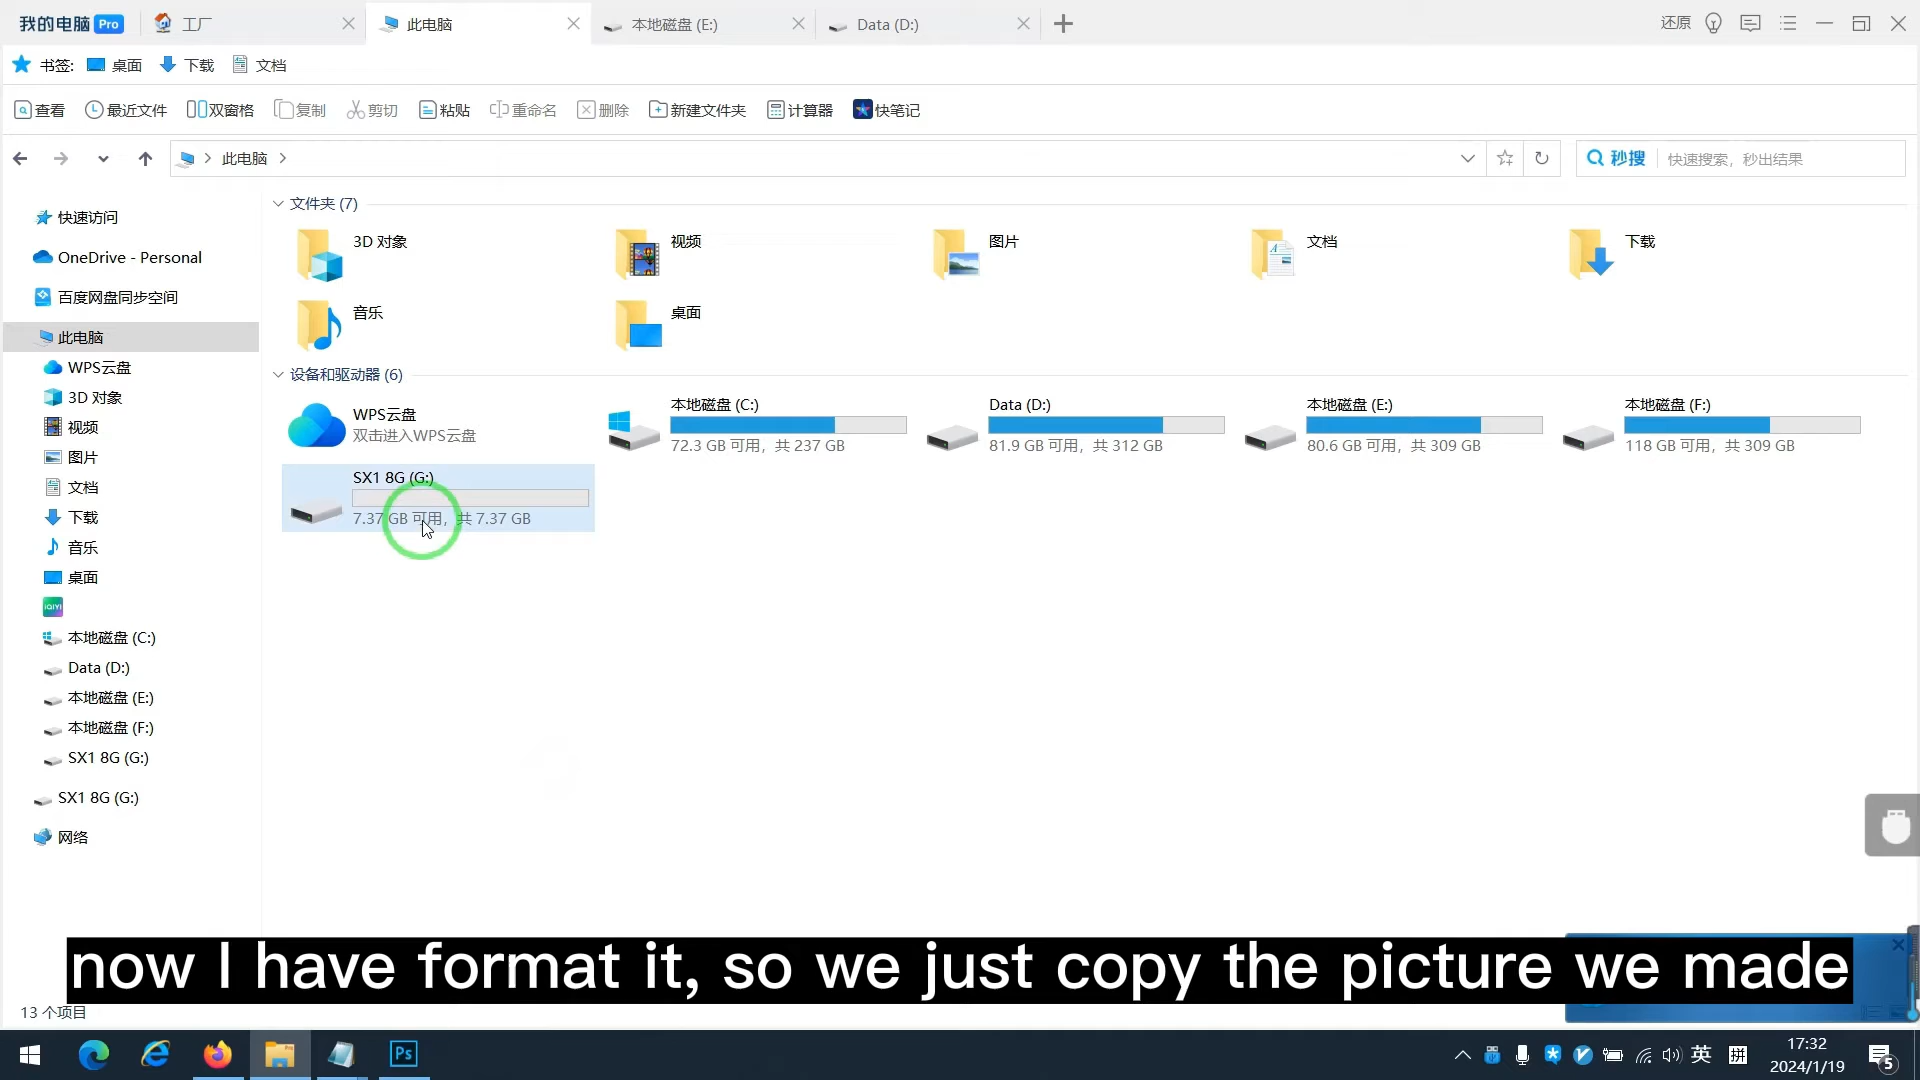 我的电脑 Pro 工厂 此电脑 本地磁盘 (E:) Data (D:) 还原
书签: 桌面 下载 文档
查看 最近文件 双窗格 复制 剪切 粘贴 重命名 删除 新建文件夹 计算器 快笔记
此电脑 秒搜 快速搜索，秒出结果
快速访问
OneDrive - Personal
百度网盘同步空间
此电脑
WPS云盘
3D 对象
视频
图片
文档
下载
音乐
桌面
iQIYI
本地磁盘 (C:)
Data (D:)
本地磁盘 (E:)
本地磁盘 (F:)
SX1 8G (G:)
SX1 8G (G:)
网络
文件夹 (7)
3D 对象 视频 图片 文档 下载
音乐 桌面
设备和驱动器 (6)
WPS云盘
双击进入WPS云盘
本地磁盘 (C:)
72.3 GB 可用，共 237 GB
Data (D:)
81.9 GB 可用，共 312 GB
本地磁盘 (E:)
80.6 GB 可用，共 309 GB
本地磁盘 (F:)
118 GB 可用，共 309 GB
SX1 8G (G:)
7.37 GB 可用，共 7.37 GB
now I have format it, so we just copy the picture we made
13 个项目
Ps
英 拼
17:32
2024/1/19
5